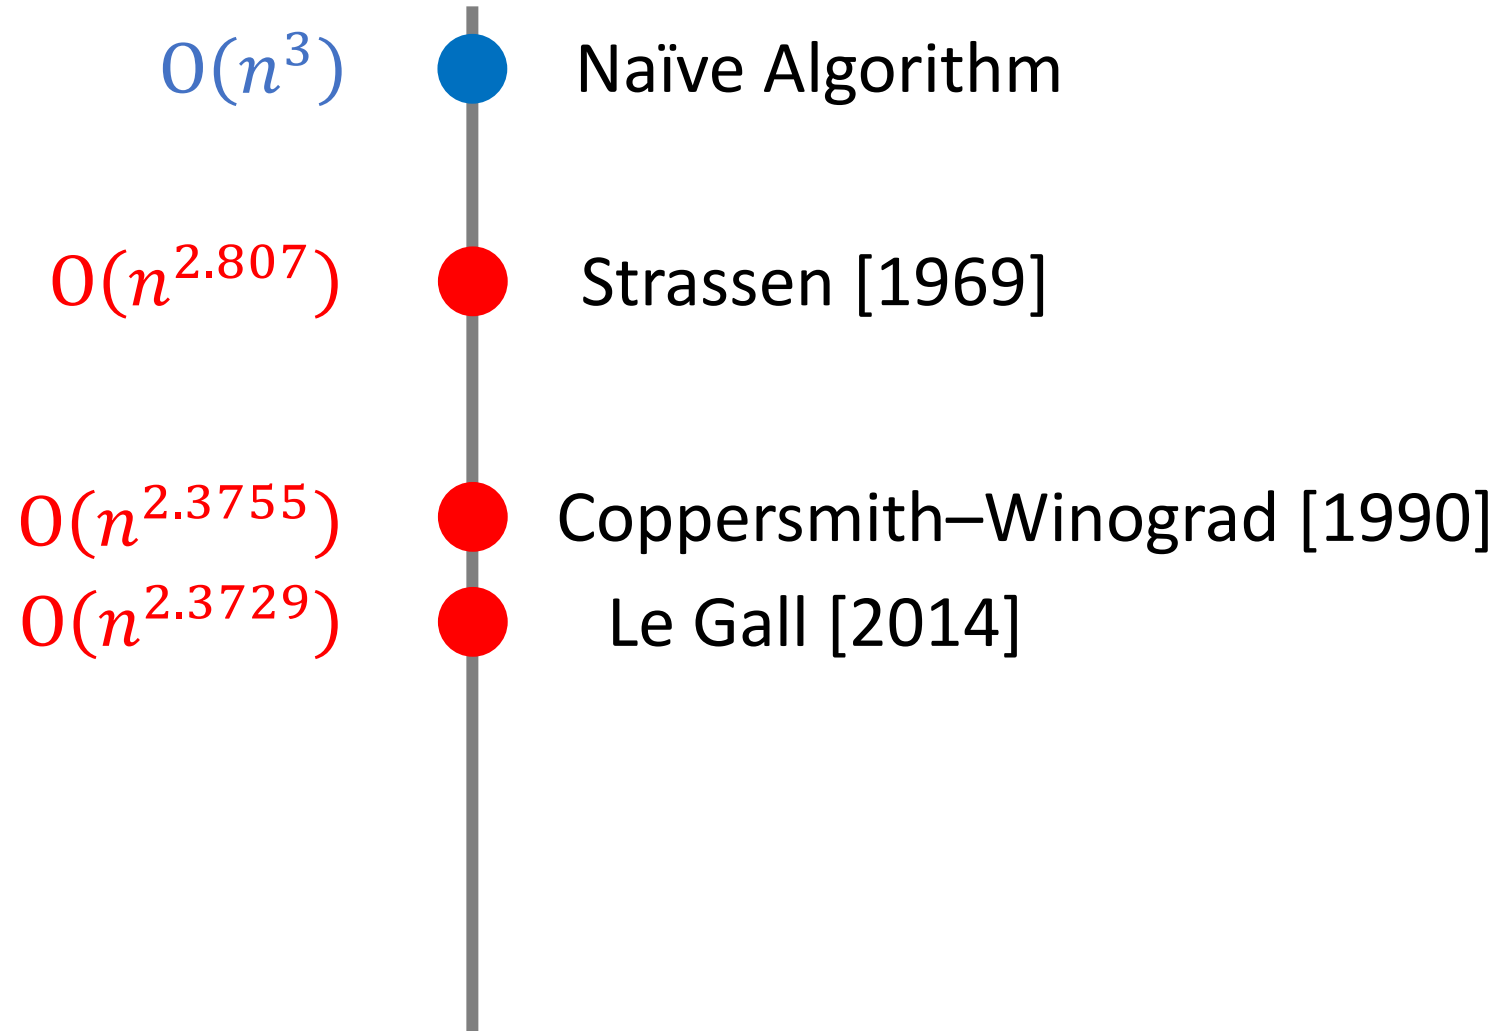 O(n^3) Naïve Algorithm
O(n^2.807) Strassen [1969]
O(n^2.3755) Coppersmith–Winograd [1990]
O(n^2.3729) Le Gall [2014]